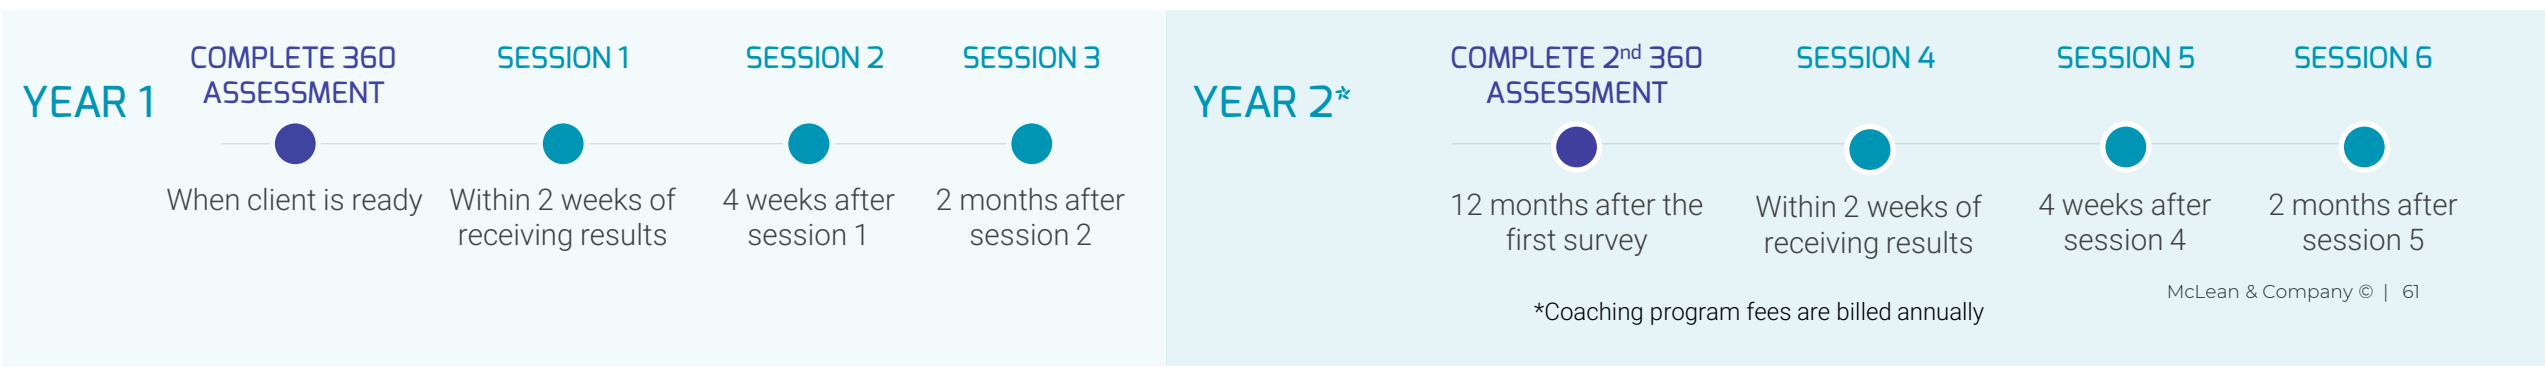 YEAR 1
COMPLETE 360
ASSESSMENT
When client is ready
SESSION 1
Within 2 weeks of
receiving results
SESSION 2
4 weeks after
session 1
SESSION 3
2 months after
session 2
YEAR 2*
COMPLETE 2nd 360
ASSESSMENT
12 months after the
first survey
SESSION 4
Within 2 weeks of
receiving results
SESSION 5
4 weeks after
session 4
SESSION 6
2 months after
session 5
McLean & Company © | 61
*Coaching program fees are billed annually